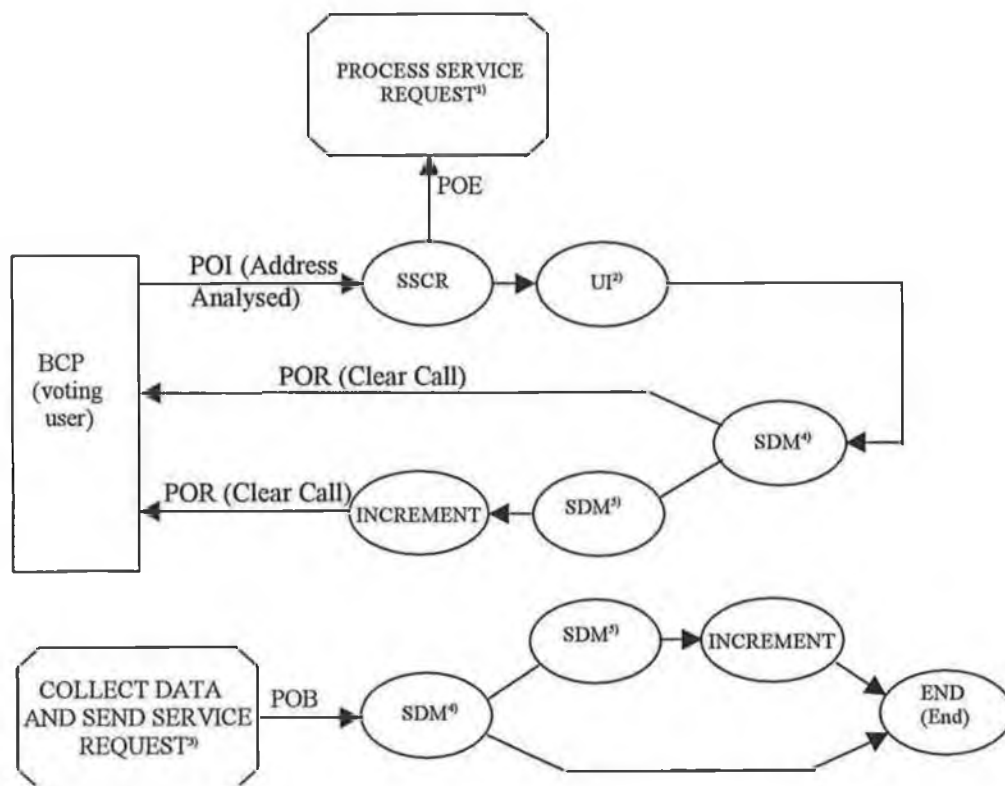 PROCESS SERVICE
REQUEST¹⁾
POE
POI (Address
Analysed)
SSCR
UI²⁾
BCP
(voting
user)
POR (Clear Call)
SDM⁴⁾
POR (Clear Call)
INCREMENT
SDM⁵⁾
COLLECT DATA
AND SEND SERVICE
REQUEST³⁾
POB
SDM⁴⁾
SDM⁵⁾
INCREMENT
END
(End)